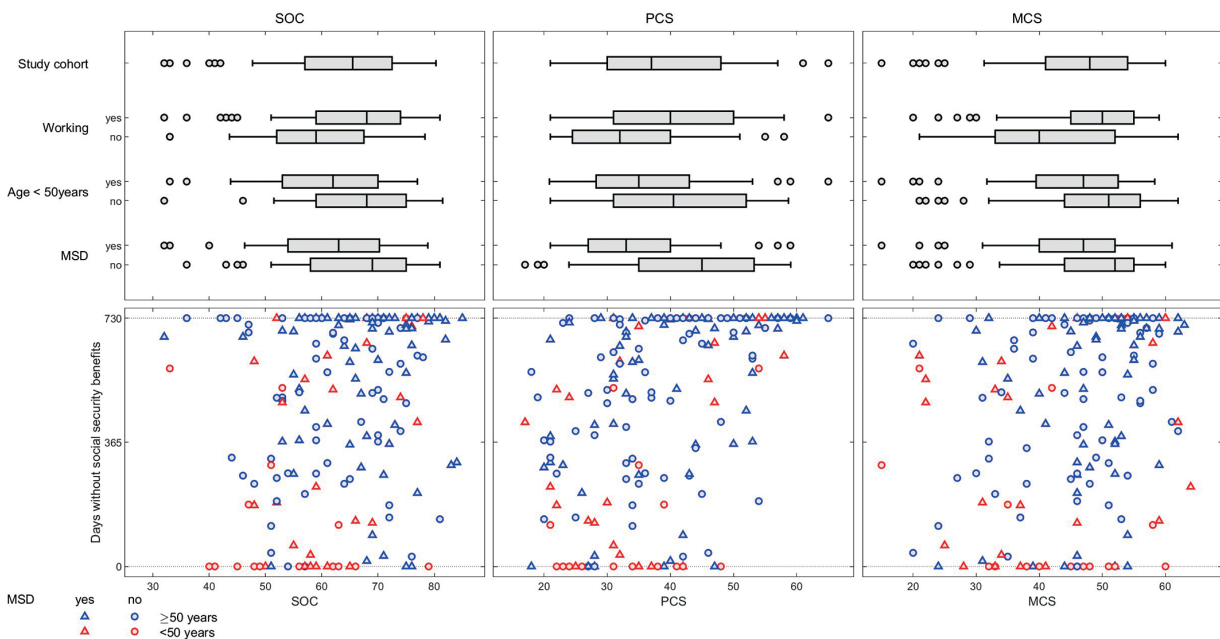 SOC PCS MCS
Study cohort
Working yes
no
Age < 50years yes
no
MSD yes
no
Days without social security benefits
730
365
0
30 40 50 60 70 80 20 30 40 50 60 20 30 40 50 60
SOC PCS MCS
MSD yes no
≥50 years
<50 years